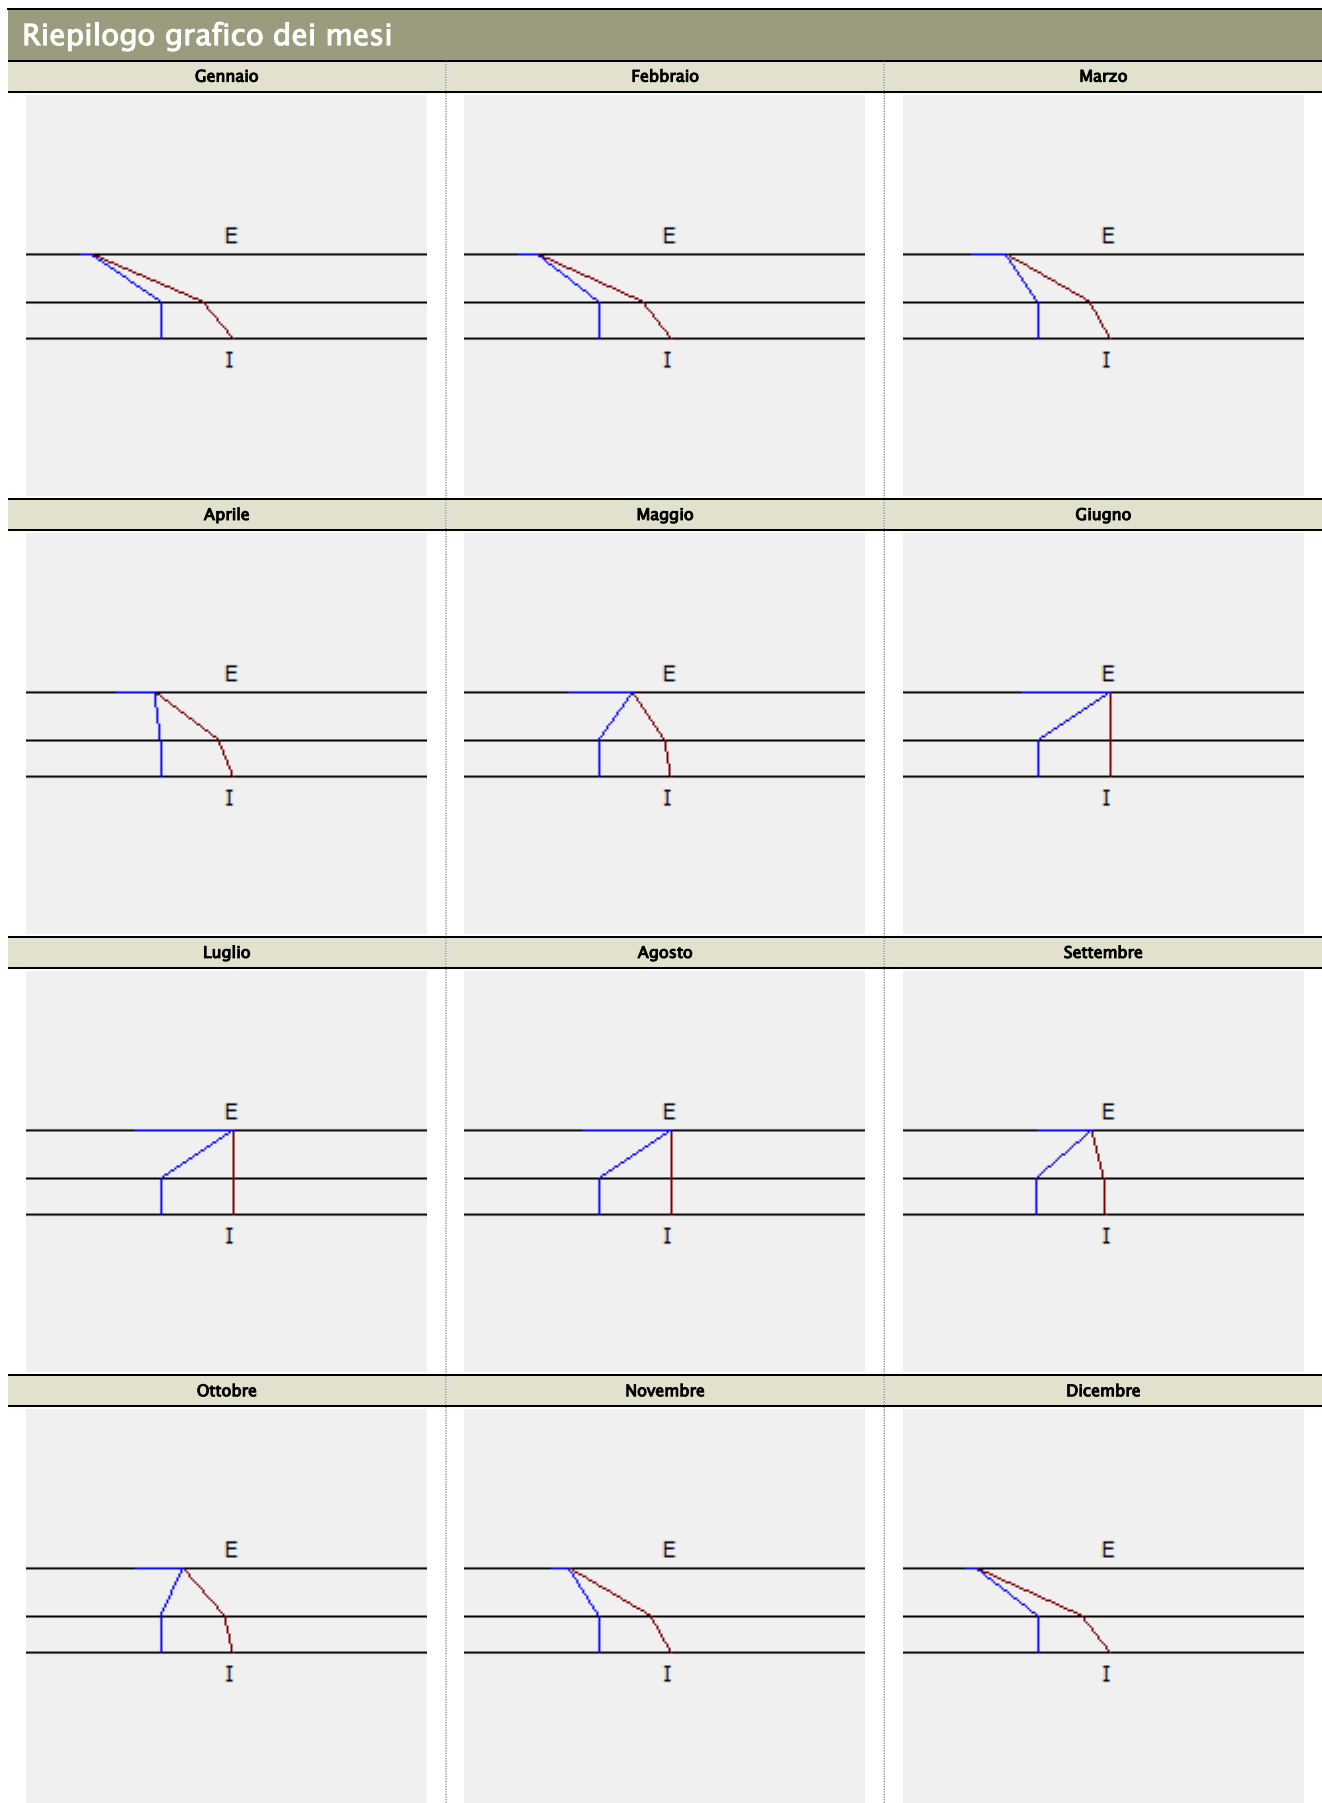 Riepilogo grafico dei mesi
Gennaio Febbraio Marzo
E E E
I I I
Aprile Maggio Giugno
E E E
I I I
Luglio Agosto Settembre
E E E
I I I
Ottobre Novembre Dicembre
E E E
I I I